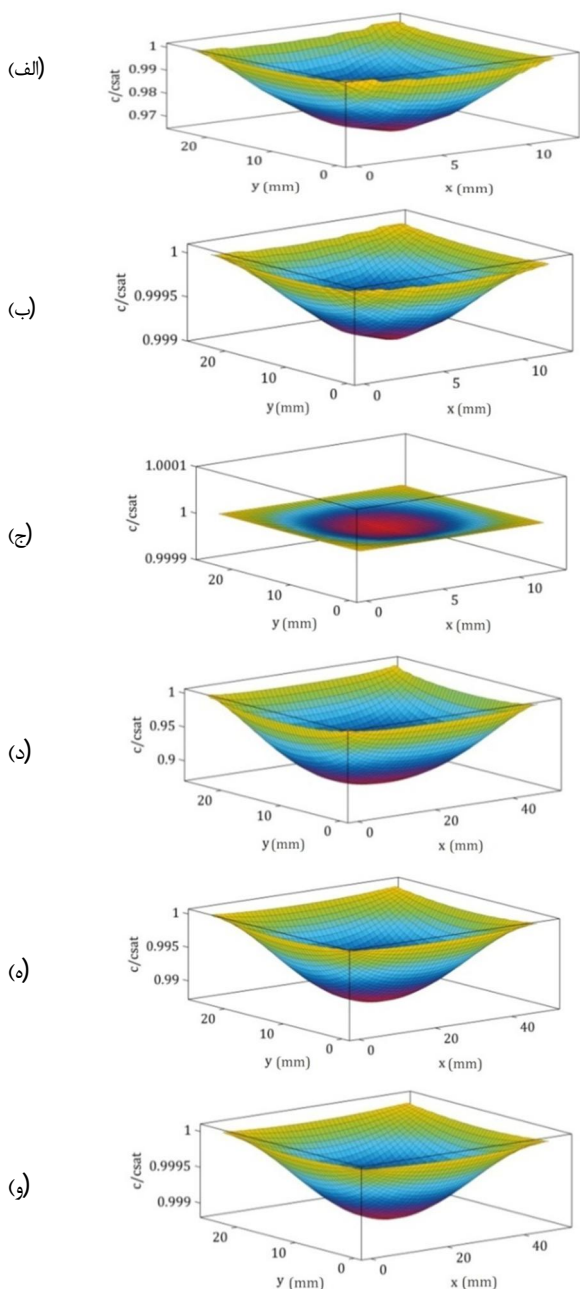 (الف
c/csat
1
0.99
0.98
0.97
20
10
0
y (mm)
0
5
10
x (mm)
(ب
c/csat
1
0.9995
0.999
20
10
0
y(mm)
0
5
10
x (mm)
(ج
c/csat
1.0001
1
0.9999
20
10
0
y (mm)
0
5
10
x (mm)
(د
c/csat
1
0.95
0.9
20
10
0
y(mm)
0
20
40
x (mm)
(ه
c/csat
1
0.995
0.99
20
10
0
y (mm)
0
20
40
x(mm)
(و
c/csat
1
0.9995
0.999
20
10
0
y (mm)
0
20
40
x (mm)